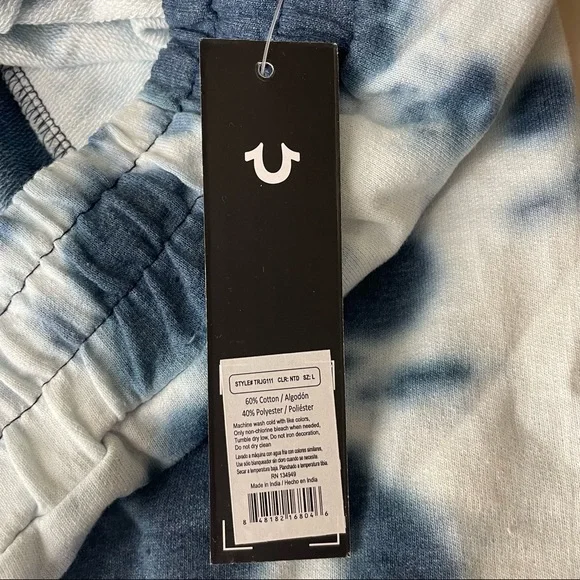 STYLE# TRJG111 CLR: NTD SZ: L
60% Cotton / Algodón
40% Polyester / Poliéster
Machine wash cold with like colors,
Only non-chlorine bleach when needed,
Tumble dry low, Do not iron decoration,
Do not dry clean
Lavado a máquina con agua fria con colores similares.
Use sólo blanqueador sin cloro cuando se necesita.
Secar a temperatura baja. Planchado a temperatura tibia.
RN 134949
Made in India / Hecho en India
8 48182 16804 6